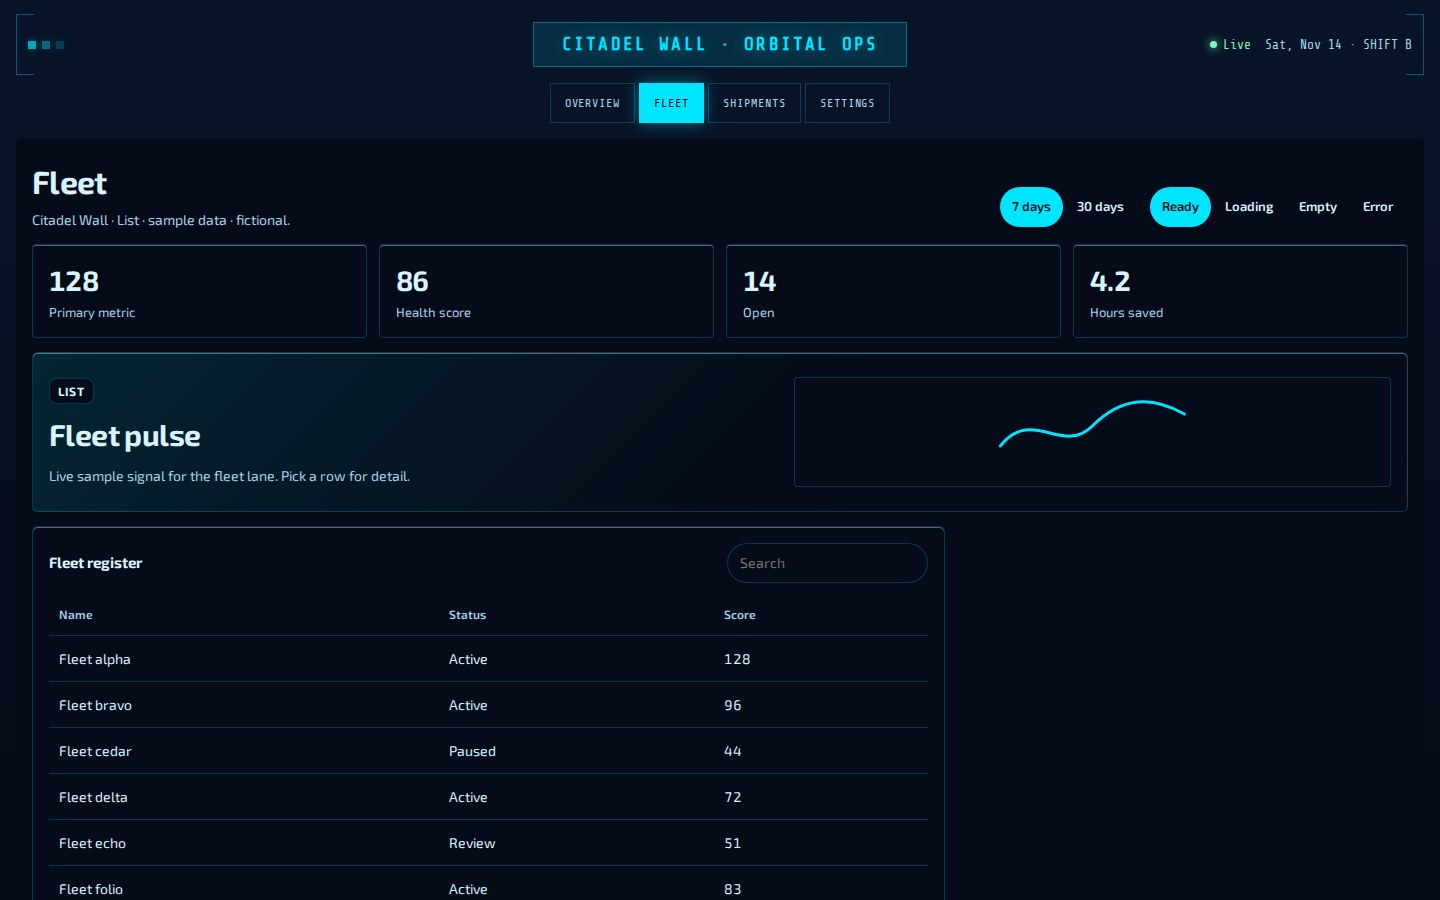 CITADEL WALL · ORBITAL OPS
Live Sat, Nov 14 · SHIFT B
OVERVIEW FLEET SHIPMENTS SETTINGS
Fleet
Citadel Wall · List · sample data · fictional.
7 days 30 days Ready Loading Empty Error
128 86 14 4.2
Primary metric Health score Open Hours saved
LIST
Fleet pulse
Live sample signal for the fleet lane. Pick a row for detail.
Fleet register Search
Name Status Score
Fleet alpha Active 128
Fleet bravo Active 96
Fleet cedar Paused 44
Fleet delta Active 72
Fleet echo Review 51
Fleet folio Active 83